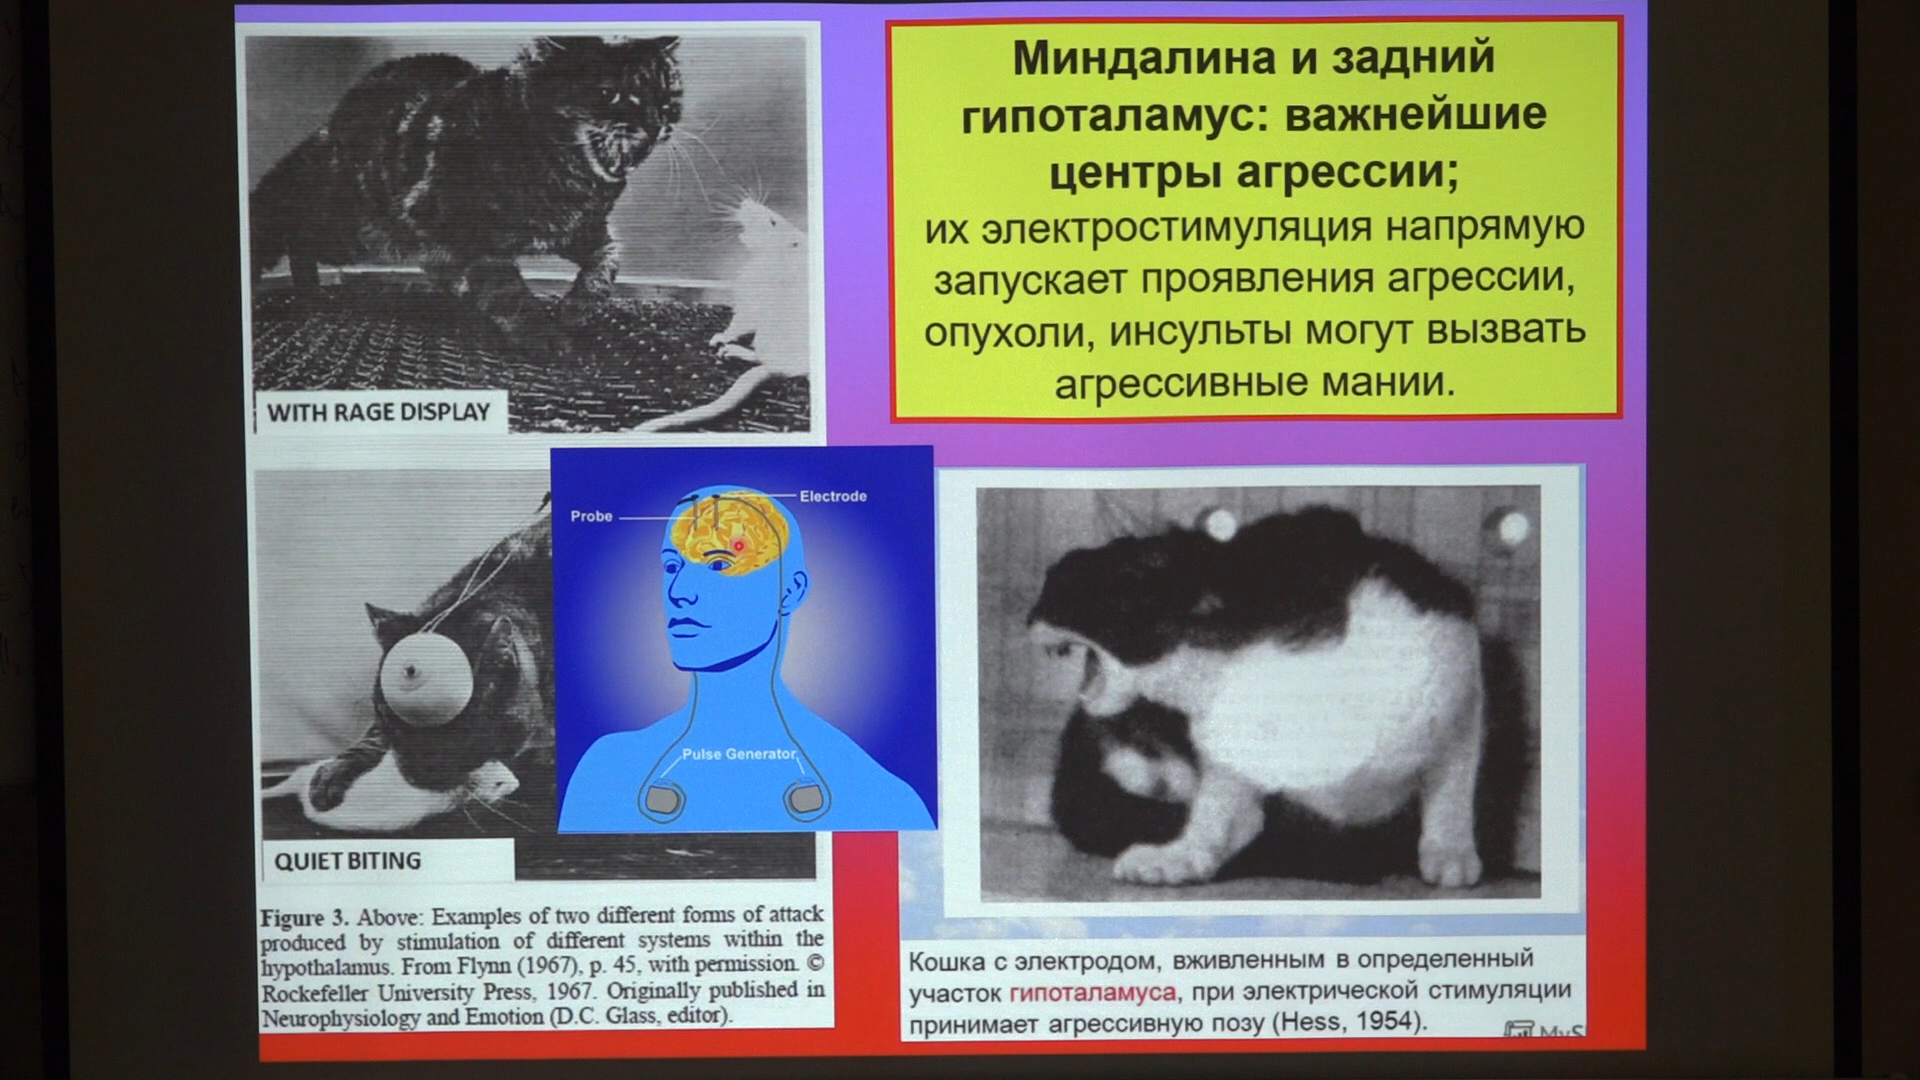 Миндалина и задний
гипоталамус: важнейшие
центры агрессии;
их электростимуляция напрямую
запускает проявления агрессии,
опухоли, инсульты могут вызвать
агрессивные мании.
WITH RAGE DISPLAY
Electrode
Probe
Pulse Generator
QUIET BITING
Figure 3. Above: Examples of two different forms of attack
produced by stimulation of different systems within the
hypothalamus. From Flynn (1967), p. 45, with permission. ©
Rockefeller University Press, 1967. Originally published in
Neurophysiology and Emotion (D.C. Glass, editor).
Кошка с электродом, вживленным в определенный
участок гипоталамуса, при электрической стимуляции
принимает агрессивную позу (Hess, 1954).